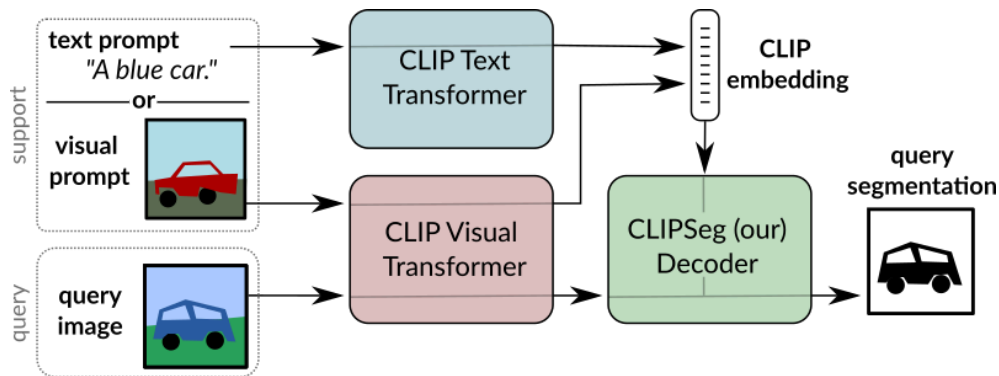 support
text prompt
"A blue car."
or
visual
prompt
query
query
image
CLIP Text
Transformer
CLIP Visual
Transformer
CLIP
embedding
CLIPSeg (our)
Decoder
query
segmentation